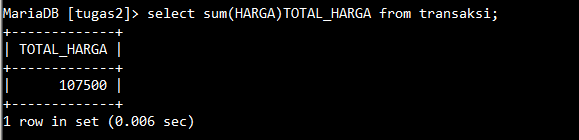 MariaDB [tugas2]> select sum(HARGA)TOTAL_HARGA from transaksi;
+-------------+
| TOTAL_HARGA |
+-------------+
|      107500 |
+-------------+
1 row in set (0.006 sec)